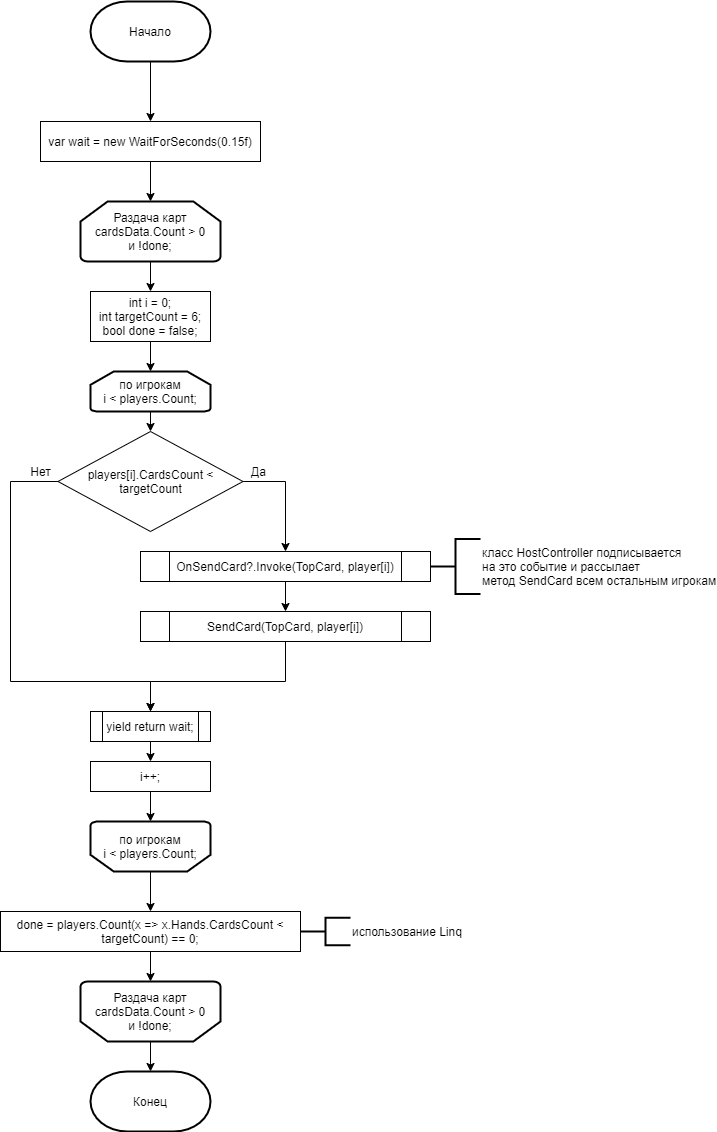 Начало
var wait = new WaitForSeconds(0.15f)
Раздача карт
cardsData.Count > 0
и !done;
int i = 0;
int targetCount = 6;
bool done = false;
по игрокам
i < players.Count;
Нет
players[i].CardsCount <
targetCount
Да
OnSendCard?.Invoke(TopCard, player[i])
класс HostController подписывается
на это событие и рассылает
метод SendCard всем остальным игрокам
SendCard(TopCard, player[i])
yield return wait;
i++;
по игрокам
i < players.Count;
done = players.Count(x => x.Hands.CardsCount <
targetCount) == 0;
использование Linq
Раздача карт
cardsData.Count > 0
и !done;
Конец